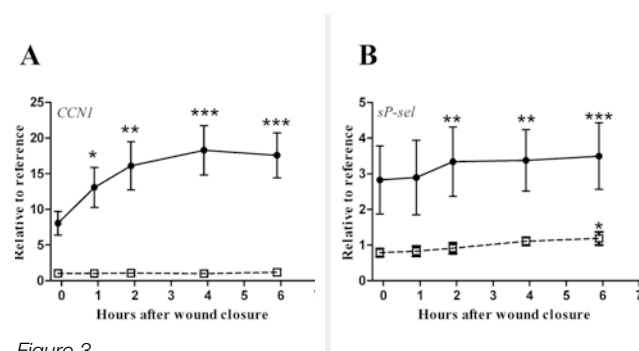 A
CCN1
Relative to reference
25
20
15
10
5
0
*
**
***
***
0 1 2 3 4 5 6 7
Hours after wound closure
B
sP-sel
Relative to reference
5
4
3
2
1
0
**
**
***
*
0 1 2 3 4 5 6 7
Hours after wound closure
Figure 3